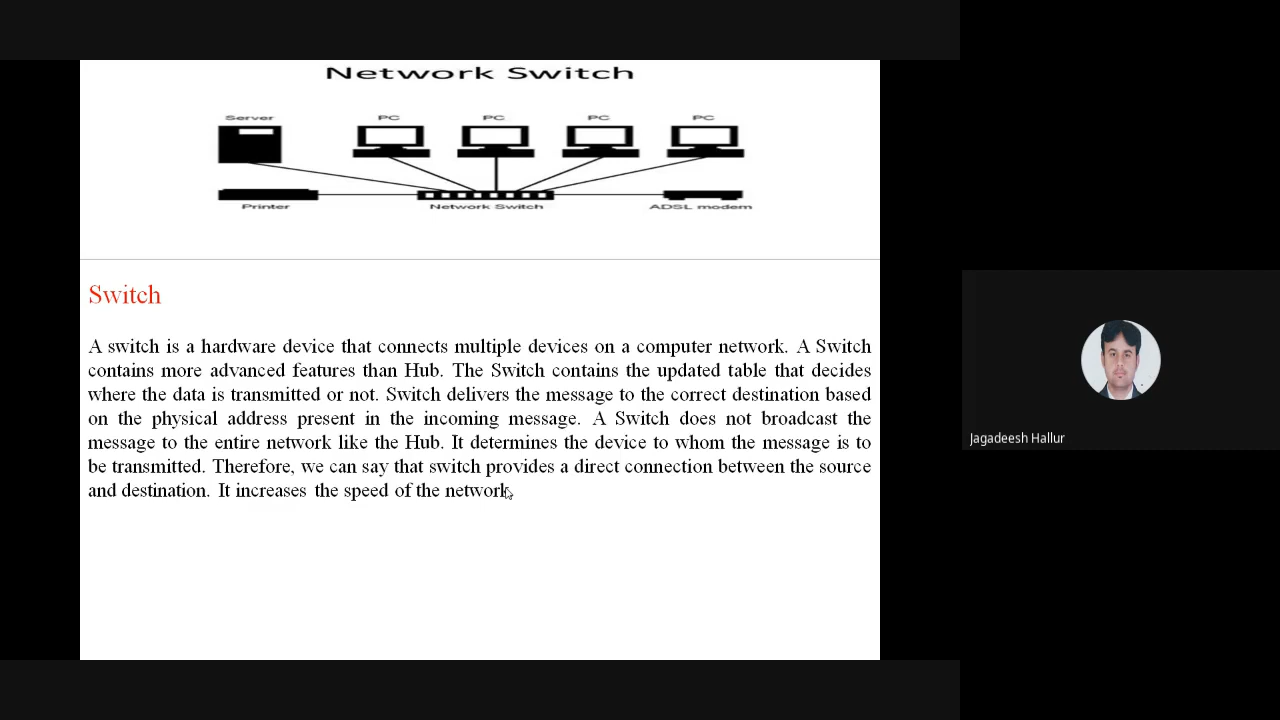 Network Switch
Server PC PC PC PC
Printer Network Switch ADSL modem
Switch
A switch is a hardware device that connects multiple devices on a computer network. A Switch
contains more advanced features than Hub. The Switch contains the updated table that decides
where the data is transmitted or not. Switch delivers the message to the correct destination based
on the physical address present in the incoming message. A Switch does not broadcast the
message to the entire network like the Hub. It determines the device to whom the message is to
be transmitted. Therefore, we can say that switch provides a direct connection between the source
and destination. It increases the speed of the network.
Jagadeesh Hallur